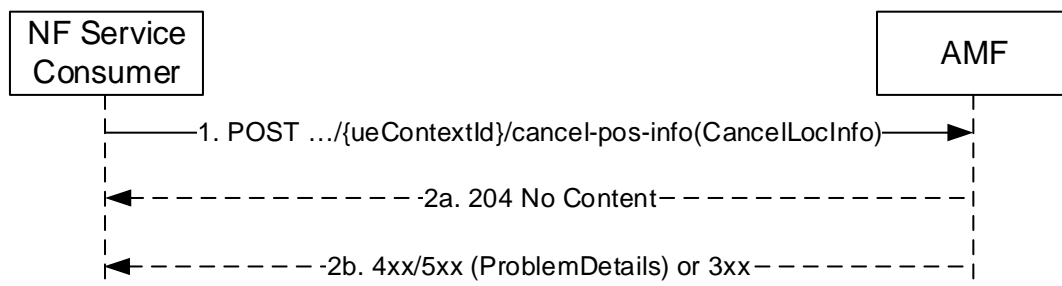 NF Service
Consumer
AMF
1. POST …/{ueContextId}/cancel-pos-info(CancelLocInfo)
2a. 204 No Content
2b. 4xx/5xx (ProblemDetails) or 3xx